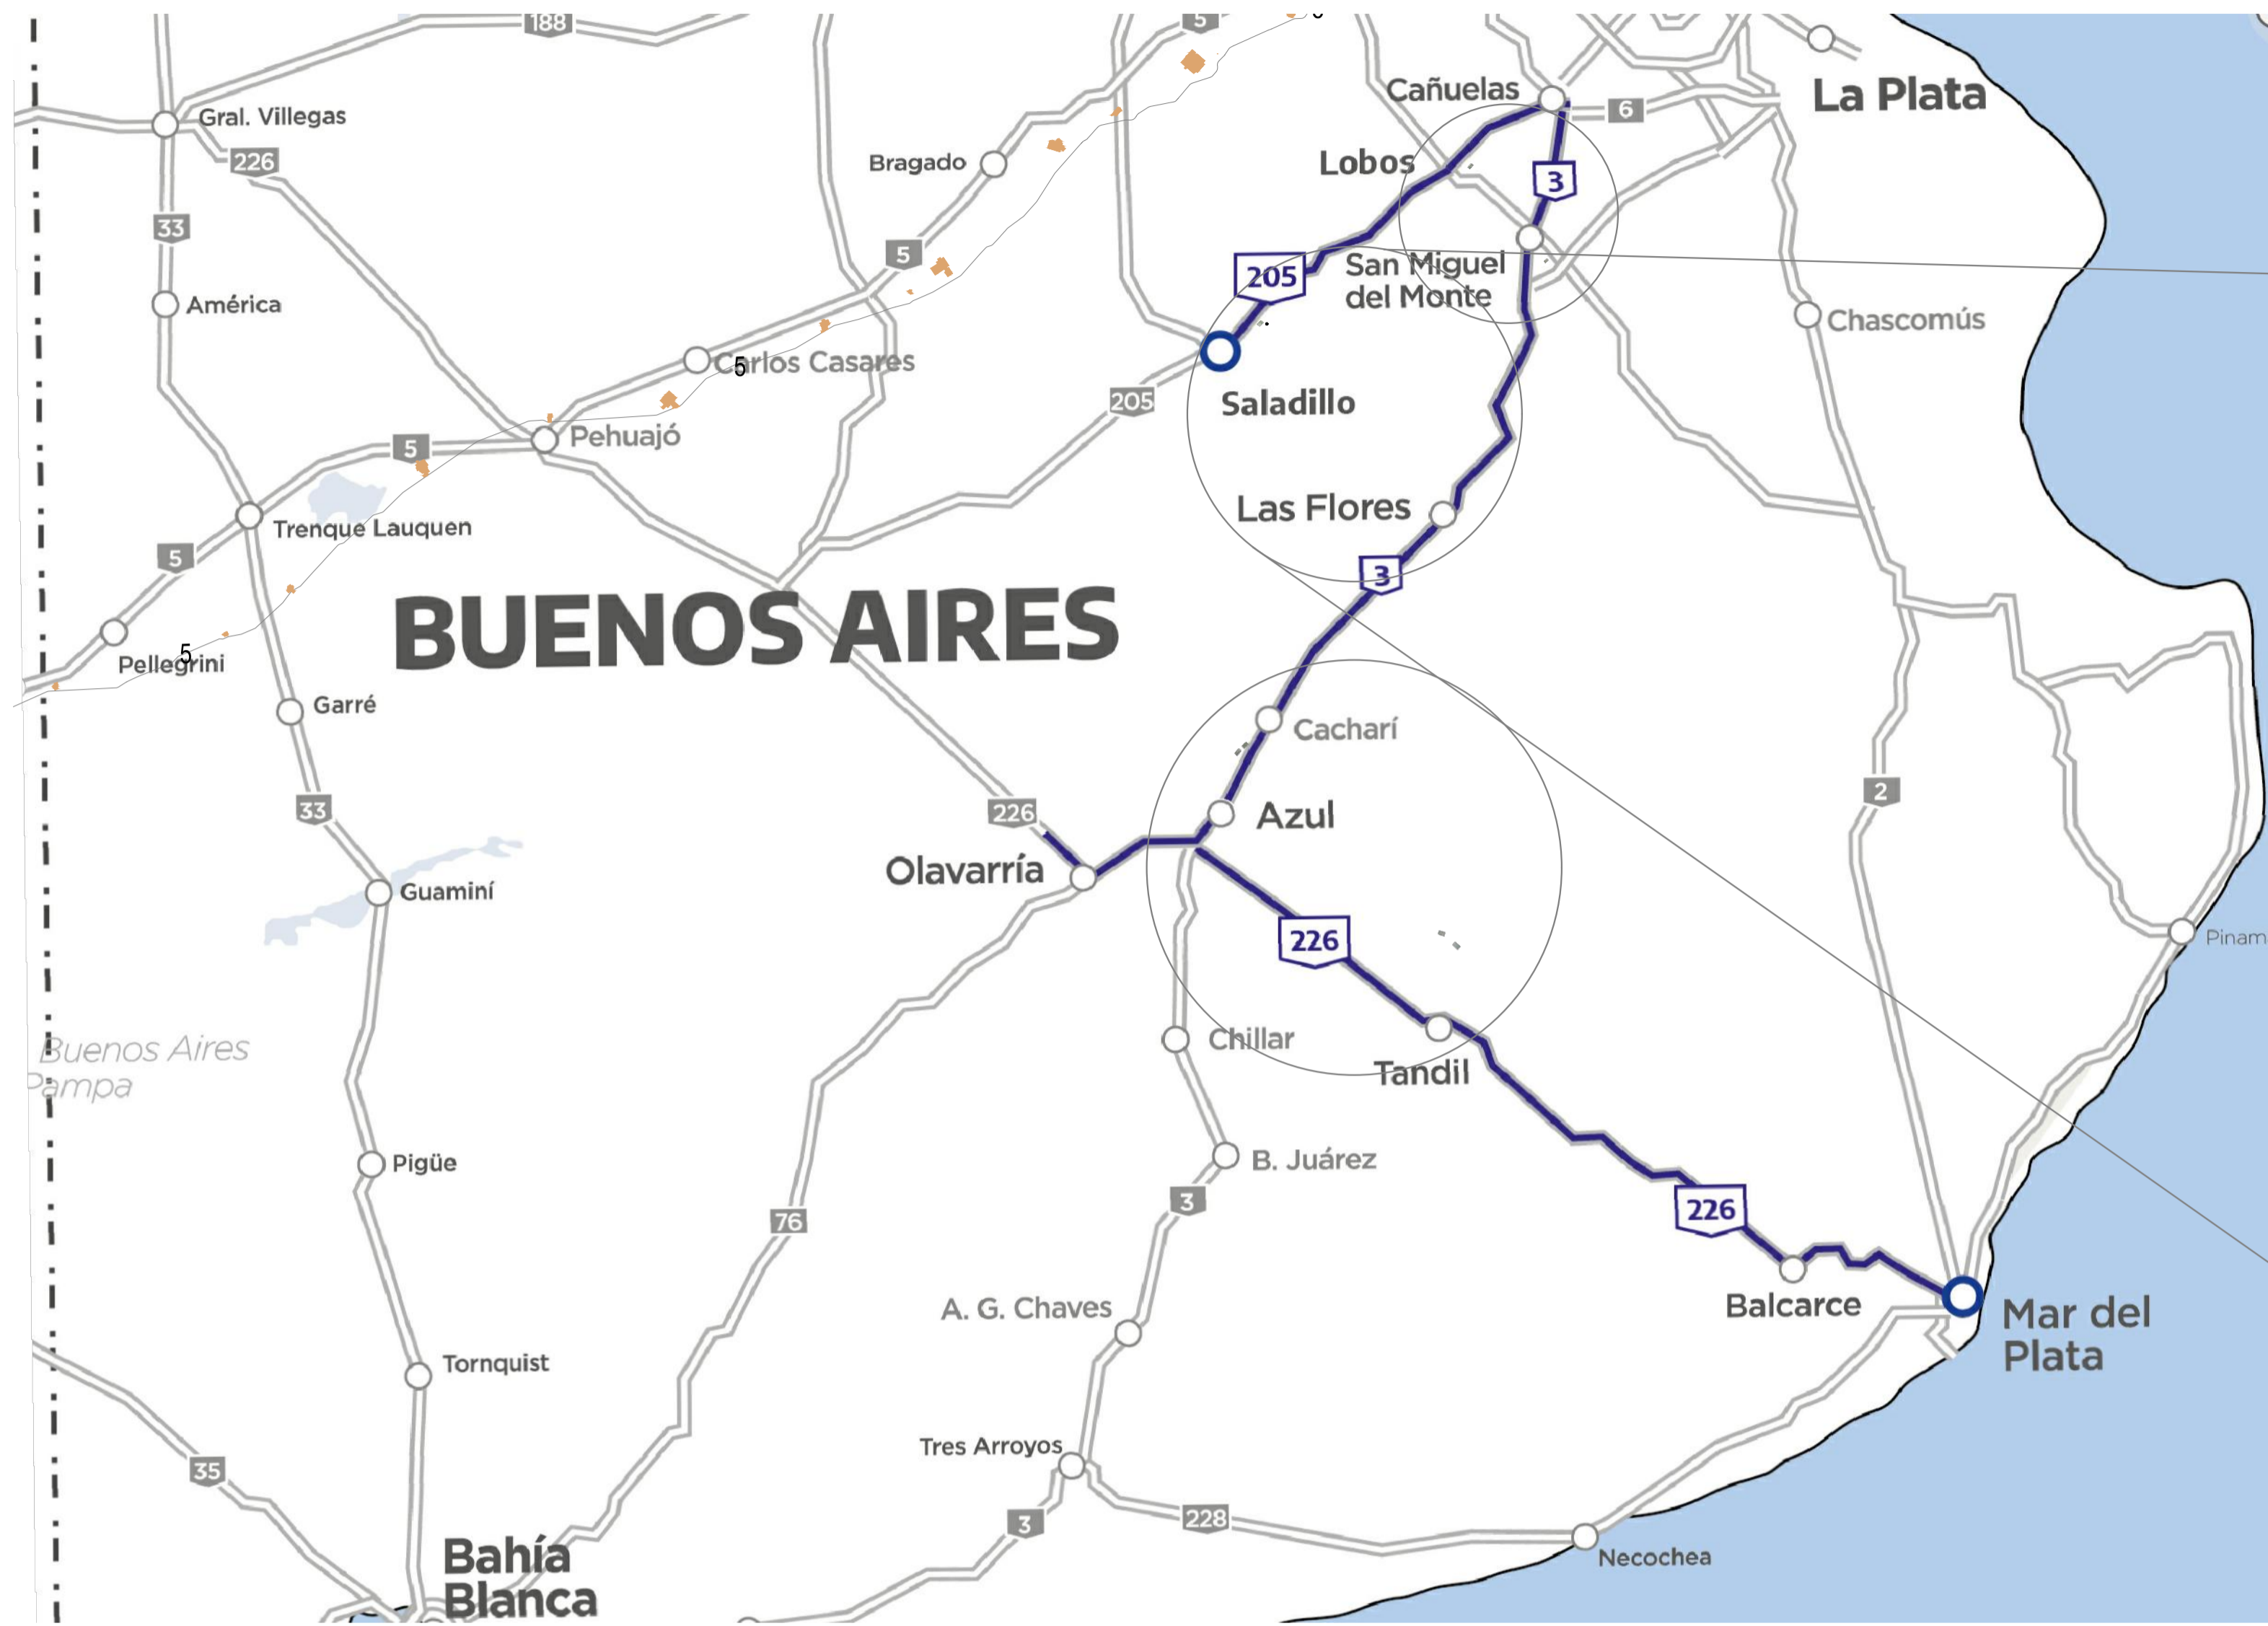 188
5
Cañuelas
6
La Plata
Gral. Villegas
226
Bragado
Lobos
3
33
5
205
San Miguel
del Monte
América
Chascomús
Carlos Casares
5
205
Saladillo
5
Pehuajó
Trenque Lauquen
Las Flores
5
3
BUENOS AIRES
5
Pellegrini
Garré
Cacharí
2
33
226
Azul
Olavarría
Guaminí
226
Pinam
Buenos Aires
Pampa
Chillar
Tandil
Pigüe
B. Juárez
3
76
226
A. G. Chaves
Balcarce
Mar del
Plata
Tornquist
Tres Arroyos
35
3
228
Bahía
Blanca
Necochea